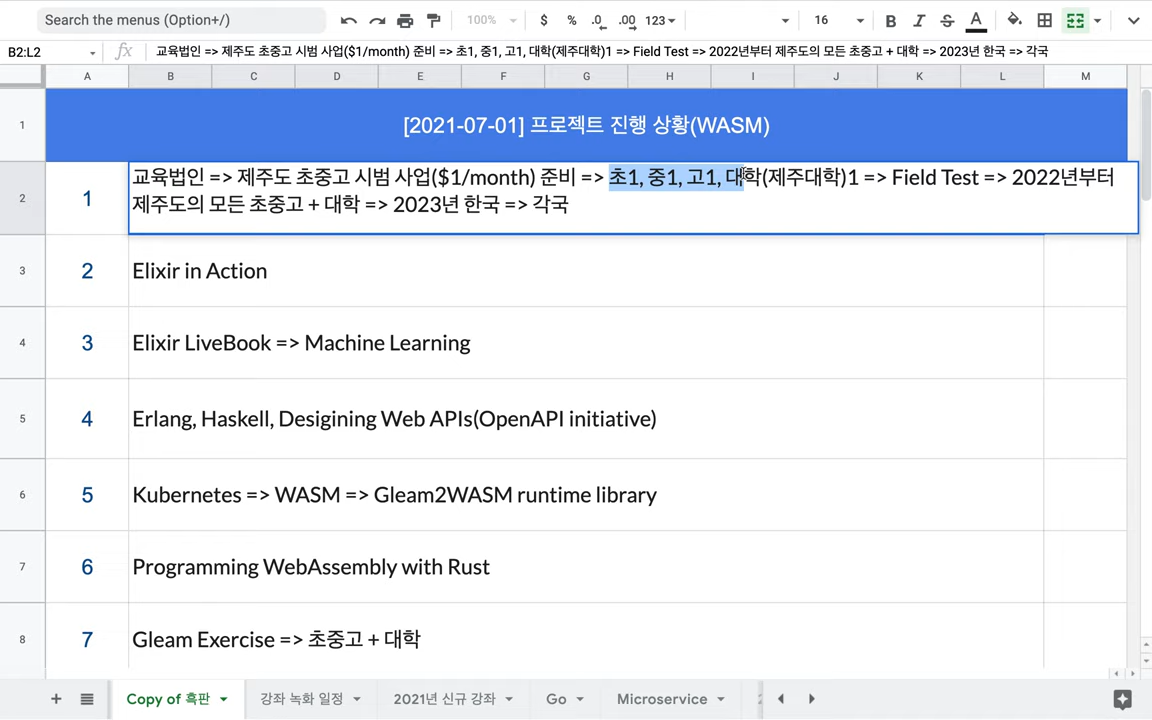 Search the menus (Option+/)
100%
$ % .0 .00 123
16
B I S A
B2:L2
fx
교육법인 => 제주도 초중고 시범 사업($1/month) 준비 => 초1, 중1, 고1, 대학(제주대학)1 => Field Test => 2022년부터 제주도의 모든 초중고 + 대학 => 2023년 한국 => 각국
A B C D E F G H I J K L M
1 [2021-07-01] 프로젝트 진행 상황(WASM)
2 1 교육법인 => 제주도 초중고 시범 사업($1/month) 준비 => 초1, 중1, 고1, 대학(제주대학)1 => Field Test => 2022년부터
제주도의 모든 초중고 + 대학 => 2023년 한국 => 각국
3 2 Elixir in Action
4 3 Elixir LiveBook => Machine Learning
5 4 Erlang, Haskell, Desigining Web APIs(OpenAPI initiative)
6 5 Kubernetes => WASM => Gleam2WASM runtime library
7 6 Programming WebAssembly with Rust
8 7 Gleam Exercise => 초중고 + 대학
Copy of 흑판 강좌 녹화 일정 2021년 신규 강좌 Go Microservice